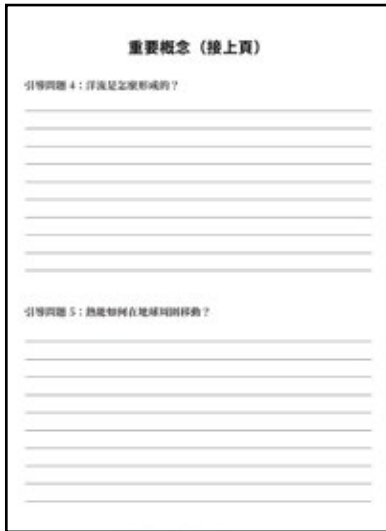 重要概念（接上頁）
引導問題 4：洋流是怎麼形成的？
引導問題 5：熱能如何在地球周圍移動？